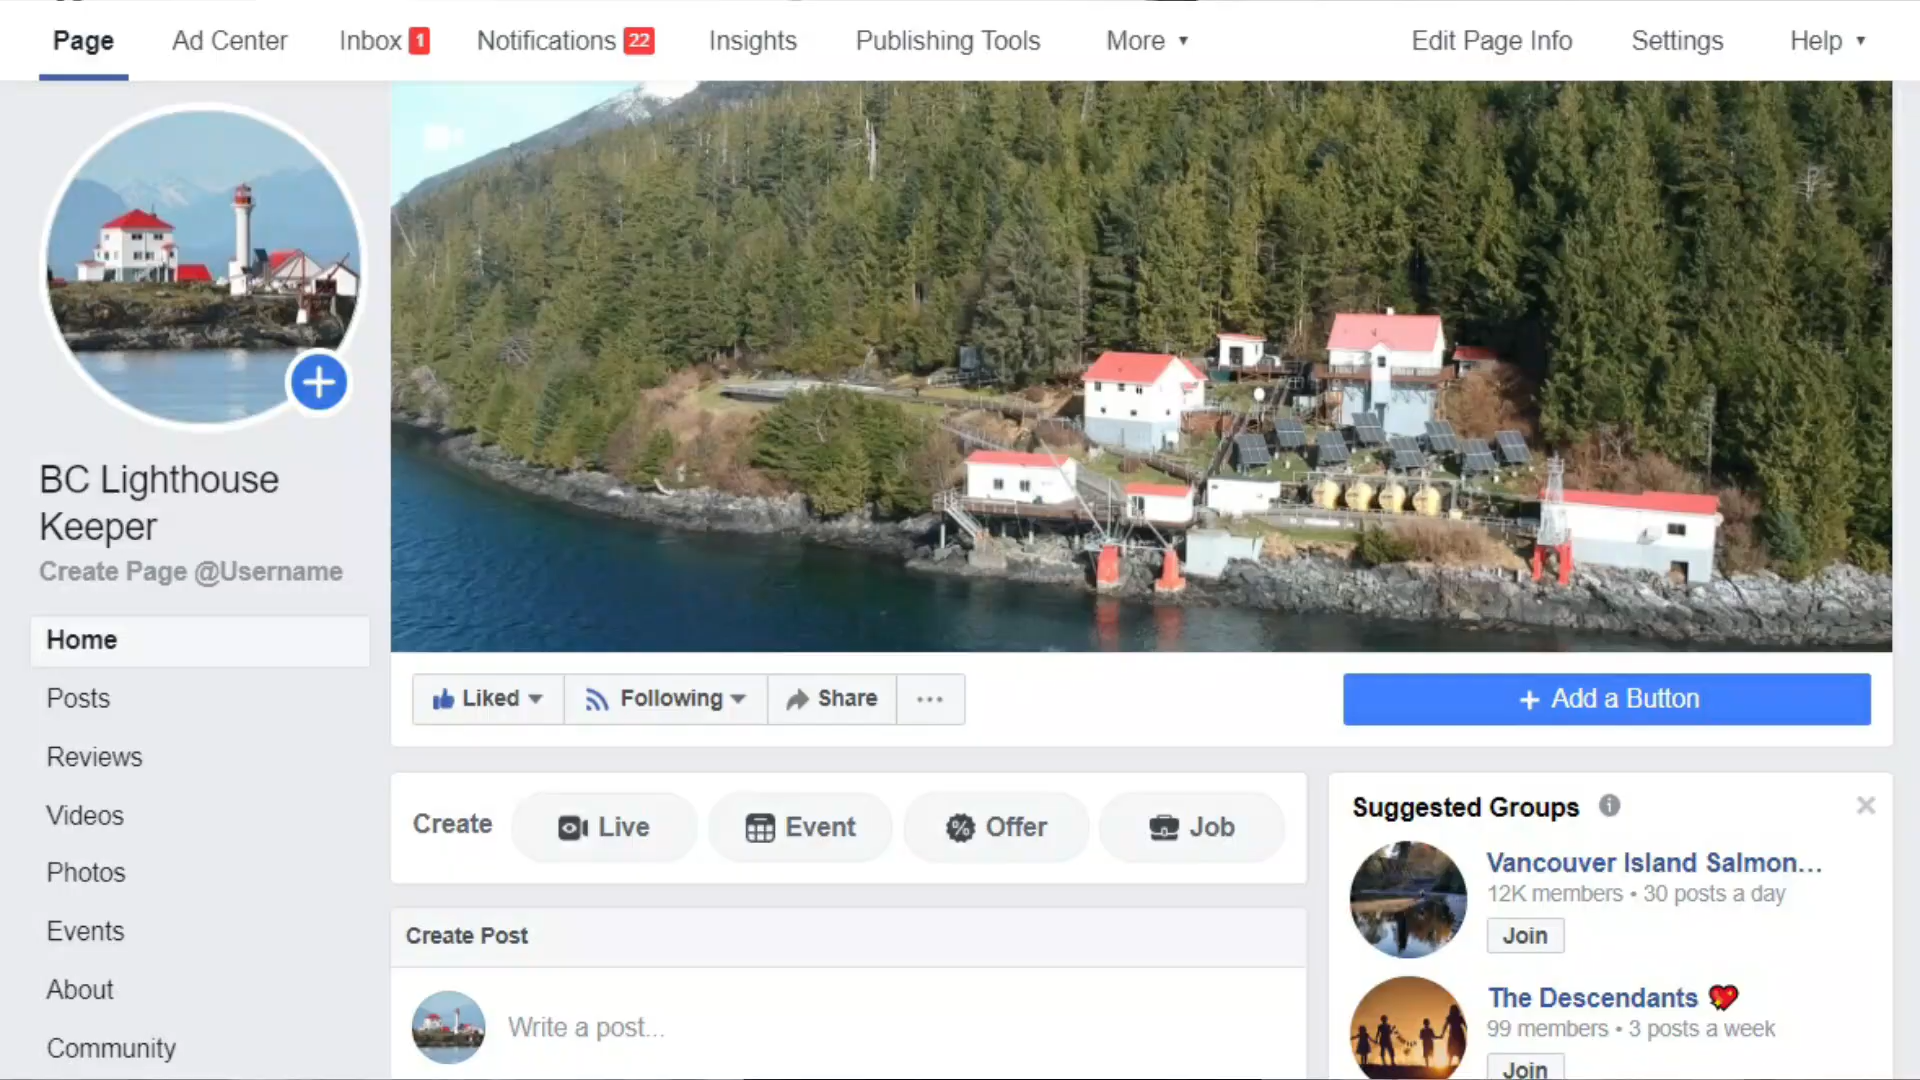 Page
Ad Center
Inbox 1
Notifications 22
Insights
Publishing Tools
More
Edit Page Info
Settings
Help
BC Lighthouse
Keeper
Create Page @Username
Home
Posts
Reviews
Videos
Photos
Events
About
Community
Liked
Following
Share
+ Add a Button
Create
Live
Event
Offer
Job
Create Post
Write a post...
Suggested Groups
Vancouver Island Salmon...
12K members • 30 posts a day
Join
The Descendants 💖
99 members • 3 posts a week
Join